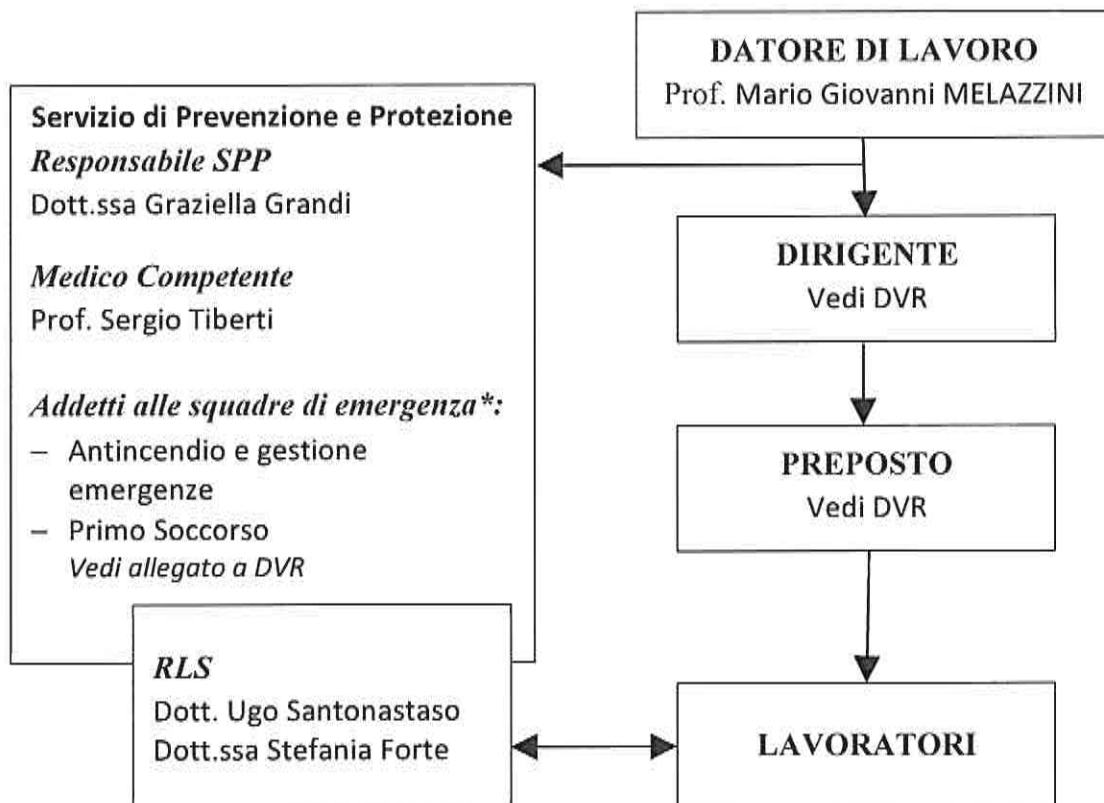 DATORE DI LAVORO
Prof. Mario Giovanni MELAZZINI
Servizio di Prevenzione e Protezione
Responsabile SPP
Dott.ssa Graziella Grandi
Medico Competente
Prof. Sergio Tiberti
Addetti alle squadre di emergenza*:
– Antincendio e gestione
emergenze
– Primo Soccorso
Vedi allegato a DVR
RLS
Dott. Ugo Santonastaso
Dott.ssa Stefania Forte
DIRIGENTE
Vedi DVR
PREPOSTO
Vedi DVR
LAVORATORI